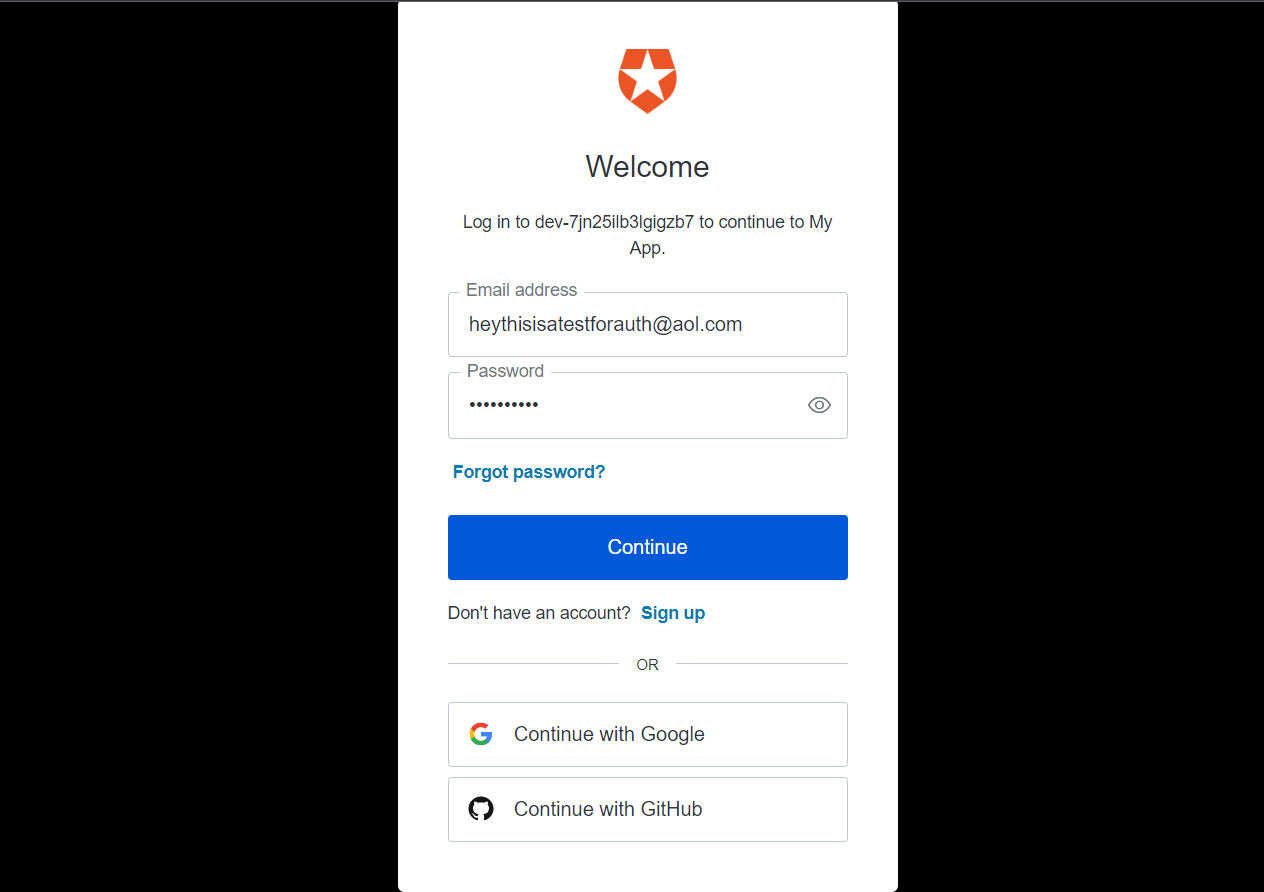 Welcome
Log in to dev-7jn25ilb3lgigzb7 to continue to My
App.
Email address
heythisisatestforauth@aol.com
Password
••••••••••
Forgot password?
Continue
Don't have an account? Sign up
OR
Continue with Google
Continue with GitHub